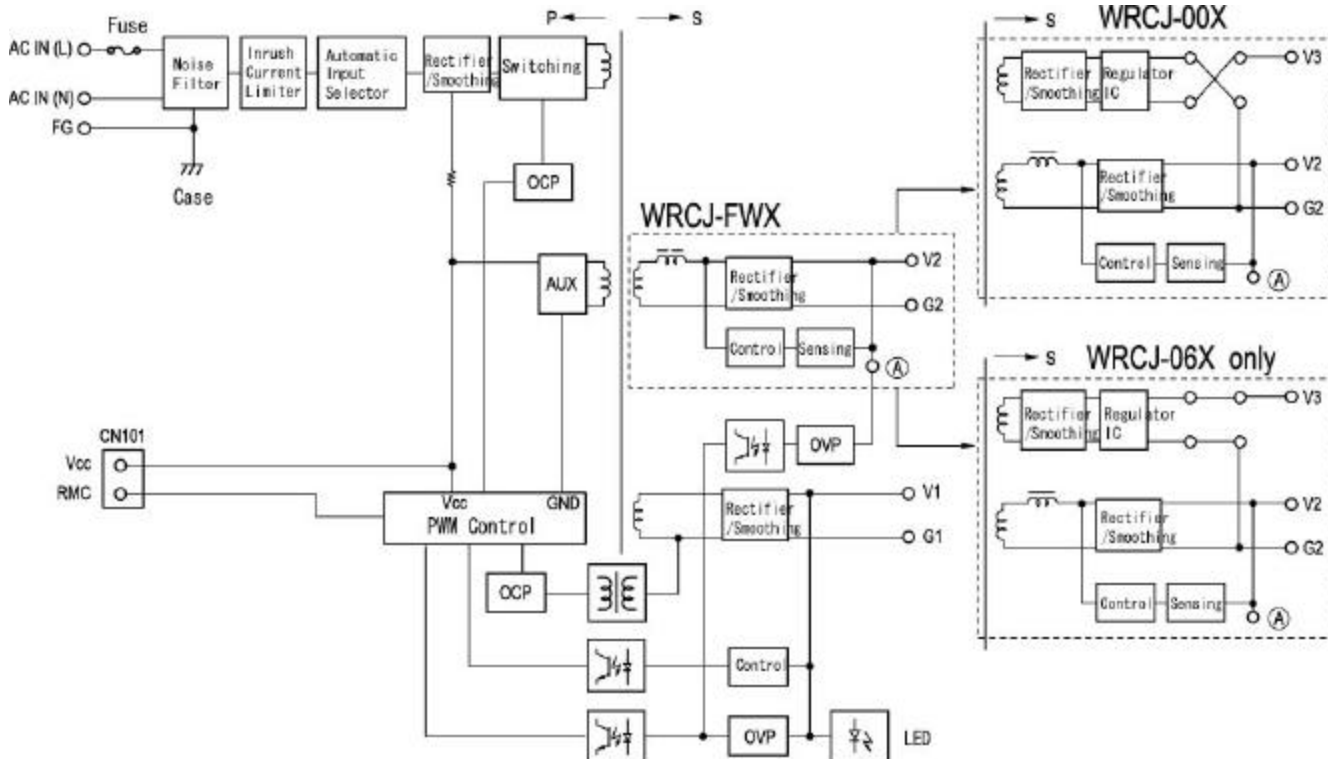 P S
Fuse
AC IN (L)
AC IN (N)
FG
Noise
Filter
Inrush
Current
Limiter
Automatic
Input
Selector
Rectifier
/Smoothing
Switching
Case
OCP
AUX
WRCJ-FWX
Rectifier
/Smoothing
V2
G2
Control
Sensing
A
OVP
CN101
Vcc
RMC
Vcc
GND
PWM Control
Rectifier
/Smoothing
V1
G1
OCP
Control
OVP
LED
S
WRCJ-00X
Rectifier
/Smoothing
Regulator
IC
V3
Rectifier
/Smoothing
V2
G2
Control
Sensing
A
S
WRCJ-06X only
Rectifier
/Smoothing
Regulator
IC
V3
Rectifier
/Smoothing
V2
G2
Control
Sensing
A